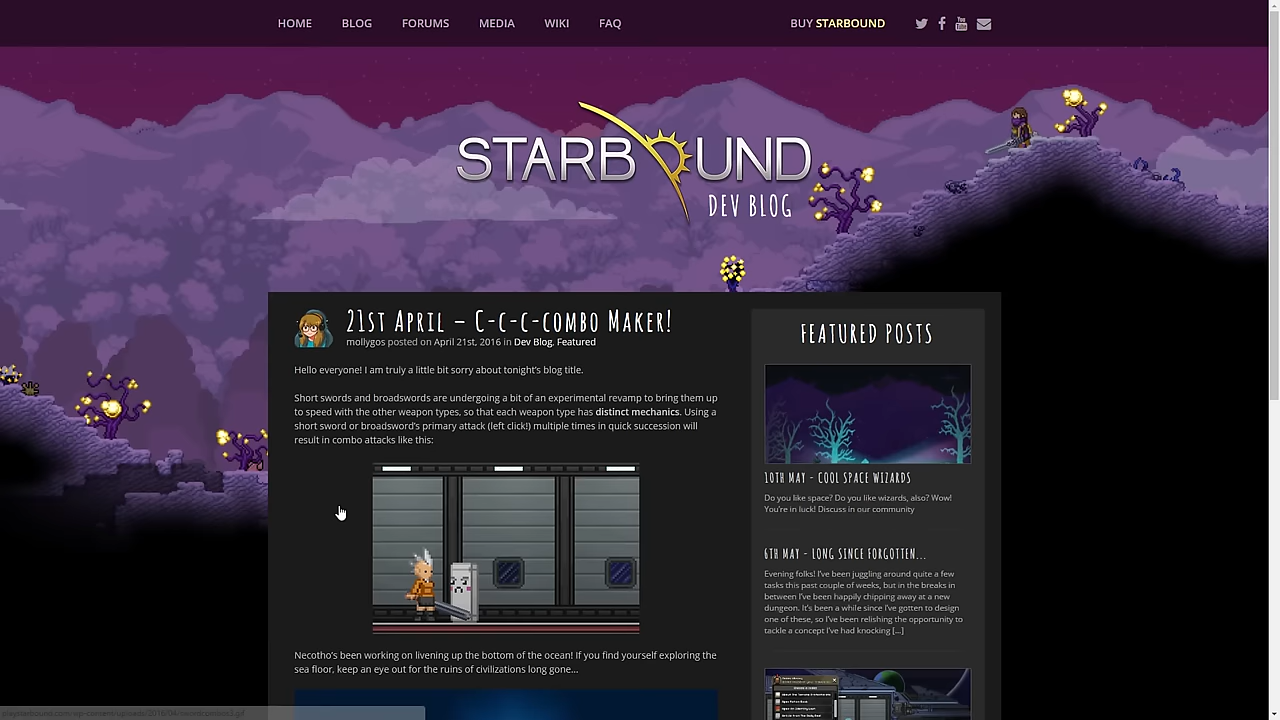 HOME BLOG FORUMS MEDIA WIKI FAQ BUY STARBOUND
STARBOUND
DEV BLOG
21st April – C-c-c-combo Maker!
mollygos posted on April 21st, 2016 in Dev Blog, Featured
Hello everyone! I am truly a little bit sorry about tonight's blog title.
Short swords and broadswords are undergoing a bit of an experimental revamp to bring them up
to speed with the other weapon types, so that each weapon type has distinct mechanics. Using a
short sword or broadsword's primary attack (left click!) multiple times in quick succession will
result in combo attacks like this:
Necotho's been working on livening up the bottom of the ocean! If you find yourself exploring the
sea floor, keep an eye out for the ruins of civilizations long gone...
Featured Posts
10th May – Cool Space Wizards
Do you like space? Do you like wizards, also? Wow!
You're in luck! Discuss in our community
6th May – Long Since Forgotten...
Evening folks! I've been juggling around quite a few
tasks this past couple of weeks, but in the breaks in
between I've been happily chipping away at a new
dungeon. It's been a while since I've gotten to design
one of these, so I've been relishing the opportunity to
tackle a concept I've had knocking [...]